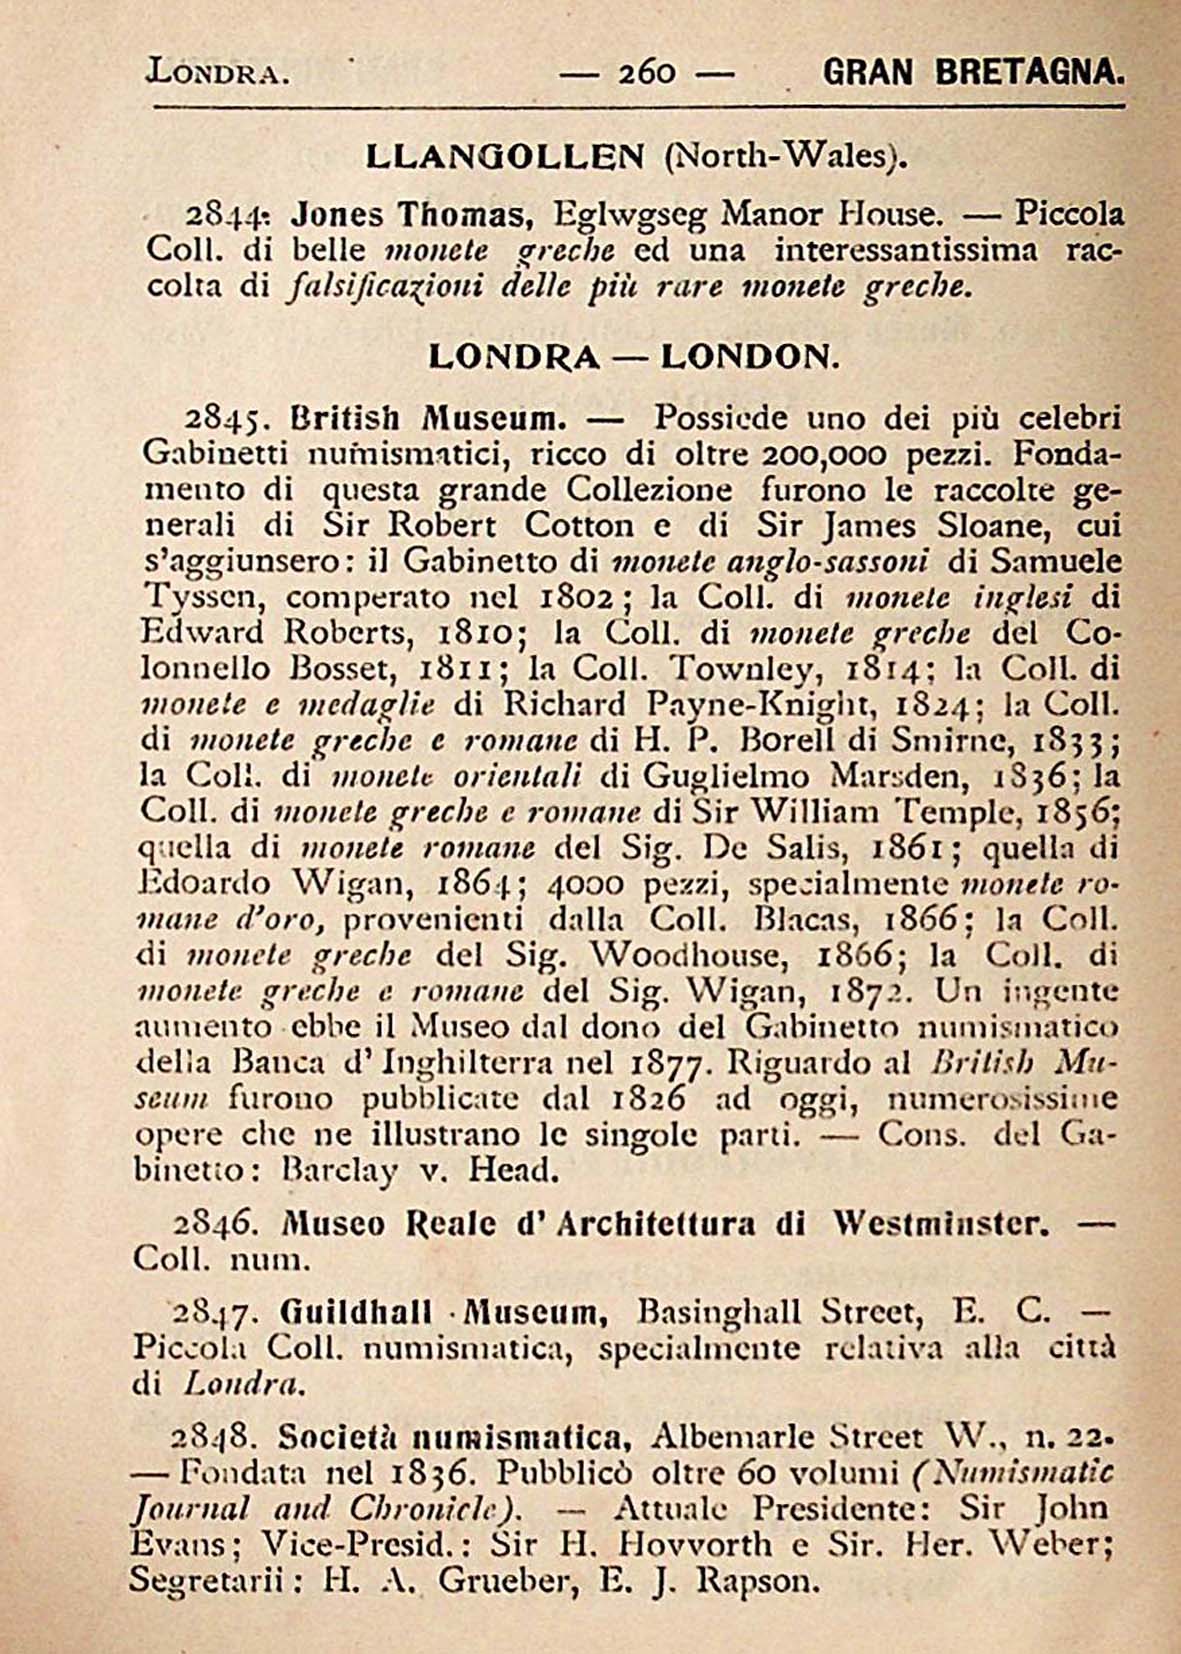 LONDRA. — 260 — GRAN BRETAGNA.
LLANGOLLEN (North-Wales).
2844. Jones Thomas, Eglwgseg Manor House. — Piccola
Coll. di belle monete greche ed una interessantissima rac-
colta di falsificazioni delle più rare monete greche.
LONDRA — LONDON.
2845. British Museum. — Possiede uno dei più celebri
Gabinetti numismatici, ricco di oltre 200,000 pezzi. Fonda-
mento di questa grande Collezione furono le raccolte ge-
nerali di Sir Robert Cotton e di Sir James Sloane, cui
s'aggiunsero: il Gabinetto di monete anglo-sassoni di Samuele
Tyssen, comperato nel 1802; la Coll. di monete inglesi di
Edward Roberts, 1810; la Coll. di monete greche del Co-
lonnello Bosset, 1811; la Coll. Townley, 1814; la Coll. di
monete e medaglie di Richard Payne-Knight, 1824; la Coll.
di monete greche e romane di H. P. Borell di Smirne, 1833;
la Coll. di monete orientali di Guglielmo Marsden, 1836; la
Coll. di monete greche e romane di Sir William Temple, 1856;
quella di monete romane del Sig. De Salis, 1861; quella di
Edoardo Wigan, 1864; 4000 pezzi, specialmente monete ro-
mane d'oro, provenienti dalla Coll. Blacas, 1866; la Coll.
di monete greche del Sig. Woodhouse, 1866; la Coll. di
monete greche e romane del Sig. Wigan, 1872. Un ingente
aumento ebbe il Museo dal dono del Gabinetto numismatico
della Banca d' Inghilterra nel 1877. Riguardo al British Mu-
seum furono pubblicate dal 1826 ad oggi, numerosissime
opere che ne illustrano le singole parti. — Cons. del Ga-
binetto: Barclay v. Head.
2846. Museo Reale d' Architettura di Westminster. —
Coll. num.
2847. Guildhall Museum, Basinghall Street, E. C. —
Piccola Coll. numismatica, specialmente relativa alla città
di Londra.
2848. Società numismatica, Albemarle Street W., n. 22.
— Fondata nel 1836. Pubblicò oltre 60 volumi (Numismatic
Journal and Chronicle). — Attuale Presidente: Sir John
Evans; Vice-Presid.: Sir H. Hovvorth e Sir. Her. Weber;
Segretarii: H. A. Grueber, E. J. Rapson.